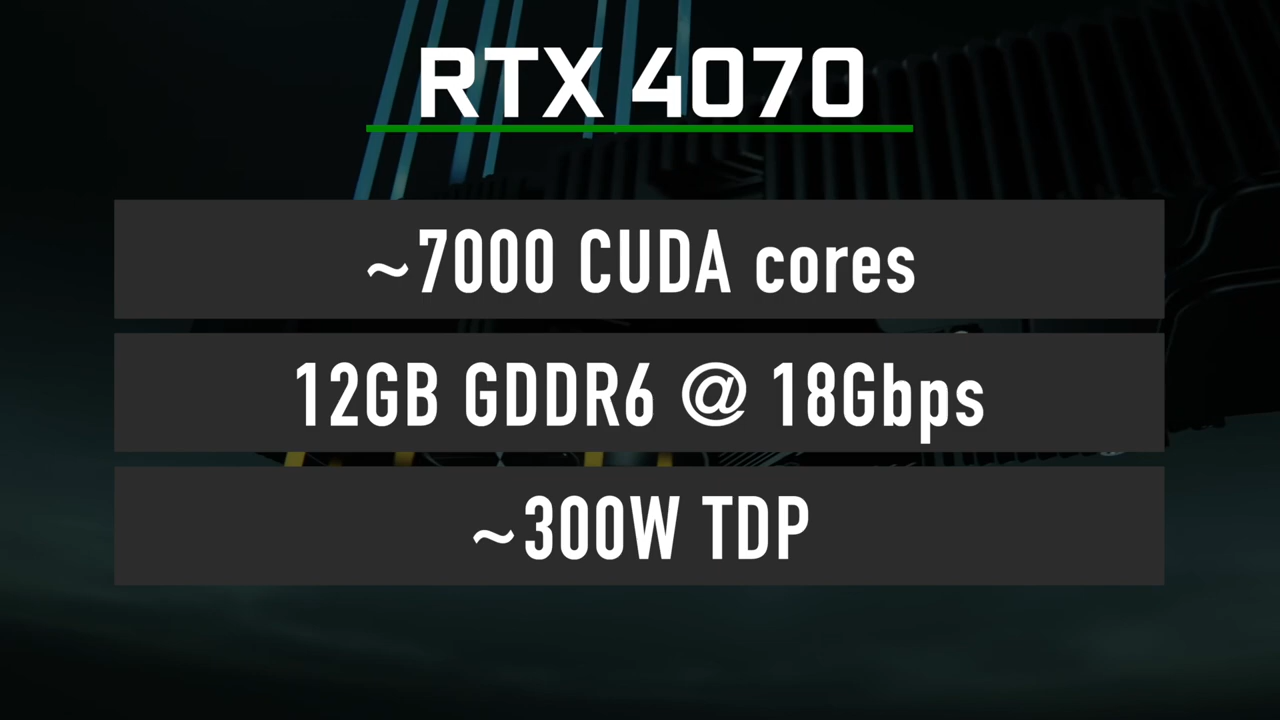 RTX 4070
~7000 CUDA cores
12GB GDDR6 @ 18Gbps
~300W TDP